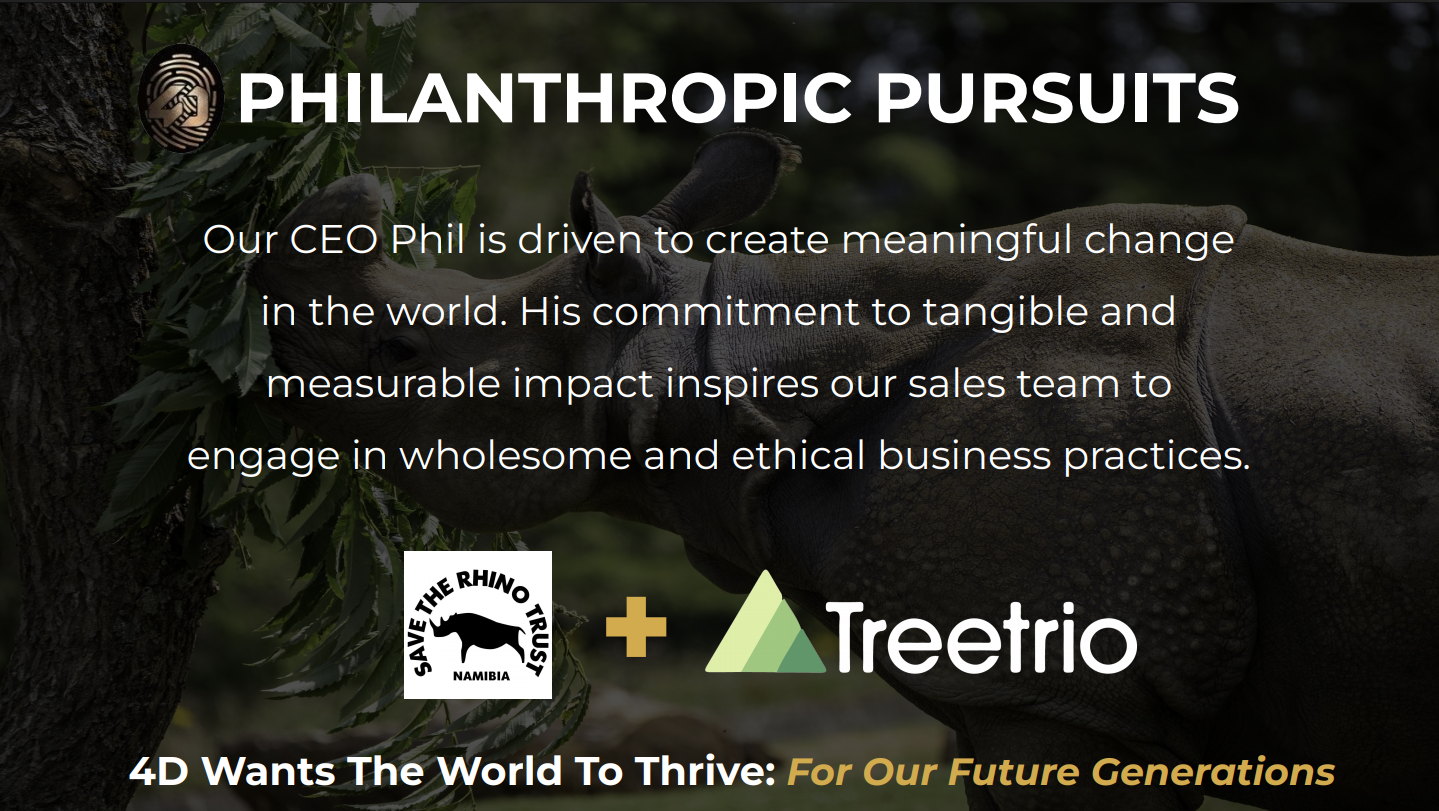 4D
PHILANTHROPIC PURSUITS
Our CEO Phil is driven to create meaningful change
in the world. His commitment to tangible and
measurable impact inspires our sales team to
engage in wholesome and ethical business practices.
SAVE THE RHINO TRUST
NAMIBIA
Treetrio
4D Wants The World To Thrive: For Our Future Generations